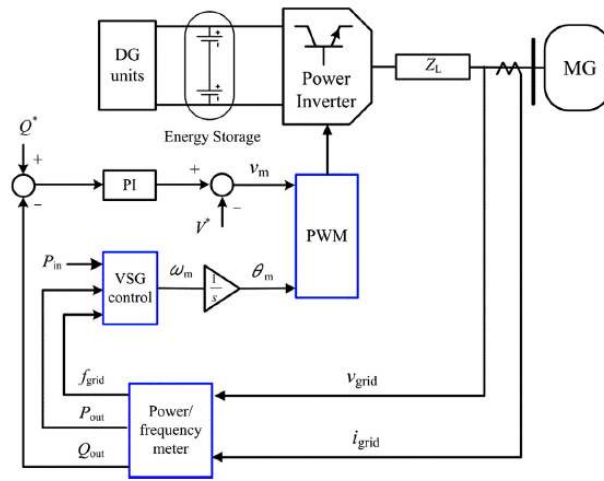 DG
units
Energy Storage
Power
Inverter
Z_L
MG
Q*
+
−
PI
+
−
V*
v_m
PWM
P_in
VSG
control
ω_m
1
s
θ_m
f_grid
P_out
Q_out
Power/
frequency
meter
v_grid
i_grid